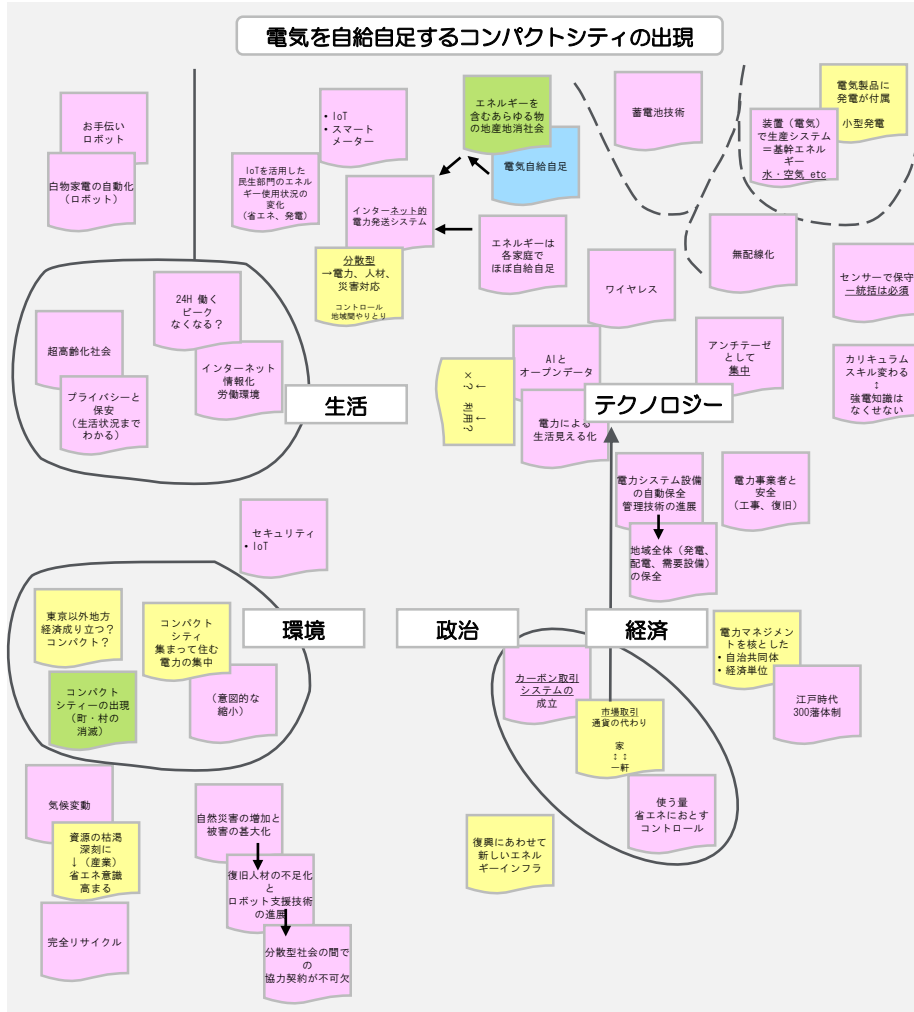 電気を自給自足するコンパクトシティの出現
お手伝い
ロボット
白物家電の自動化
（ロボット）
・IoT
・スマート
メーター
IoTを活用した
民生部門のエネル
ギー使用状況の
変化
（省エネ、発電）
エネルギーを
含むあらゆる物
の地産地消社会
電気自給自足
インターネット的
電力発送システム
分散型
→電力、人材、
災害対応
コントロール
地域間やりとり
エネルギーは
各家庭で
ほぼ自給自足
蓄電池技術
電気製品に
発電が付属
小型発電
装置（電気）
で生産システム
＝基幹エネル
ギー
水・空気 etc
無配線化
ワイヤレス
センサーで保守
一統括は必須
24H 働く
ピーク
なくなる？
超高齢化社会
インターネット
情報化
労働環境
プライバシーと
保安
（生活状況まで
わかる）
生活
AIと
オープンデータ
×？ 利用？
↓ ↓
電力による
生活見える化
テクノロジー
アンチテーゼ
として
集中
カリキュラム
スキル変わる
↕
強電知識は
なくせない
電力システム設備
の自動保全
管理技術の進展
地域全体（発電、
配電、需要設備）
の保全
電力事業者と
安全
（工事、復旧）
セキュリティ
・IoT
環境
東京以外地方
経済成り立つ？
コンパクト？
コンパクト
シティ
集まって住む
電力の集中
コンパクト
シティーの出現
（町・村の
消滅）
（意図的な
縮小）
政治
経済
カーボン取引
システムの
成立
市場取引
通貨の代わり
家
↕ ↕
一軒
使う量
省エネにおとす
コントロール
電力マネジメン
トを核とした
・自治共同体
・経済単位
江戸時代
300藩体制
気候変動
資源の枯渇
深刻に
↓（産業）
省エネ意識
高まる
完全リサイクル
自然災害の増加と
被害の甚大化
復旧人材の不足化
と
ロボット支援技術
の進展
分散型社会の間で
の
協力契約が不可欠
復興にあわせて
新しいエネル
ギーインフラ